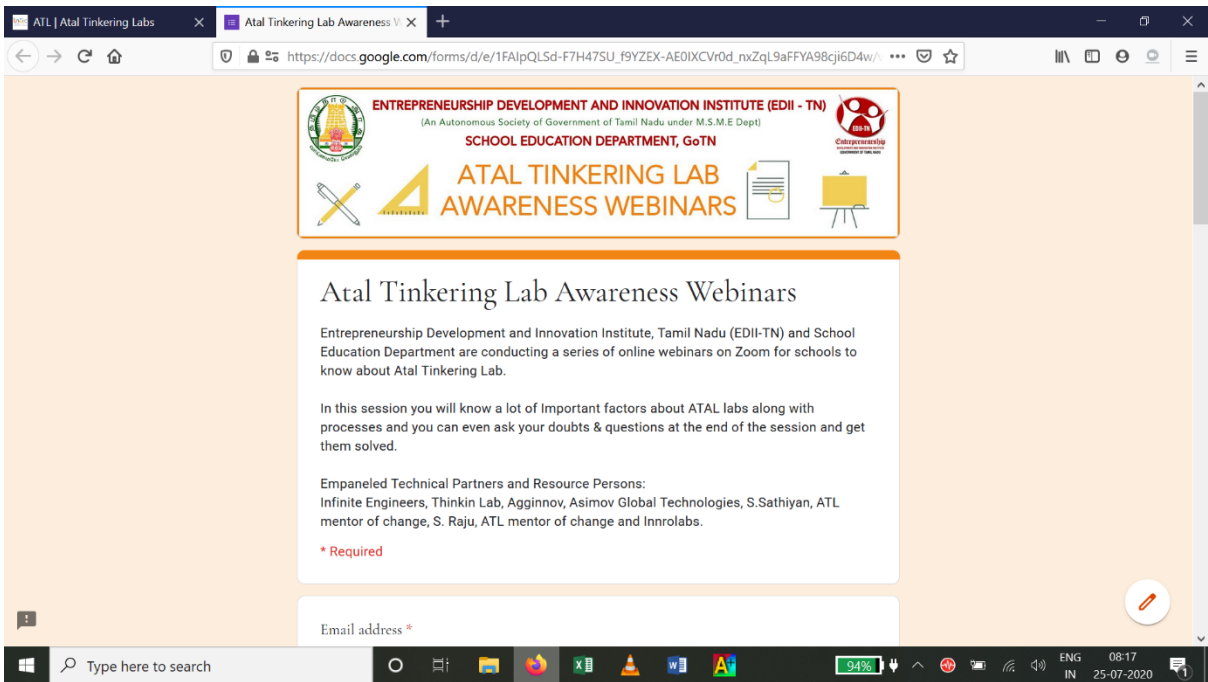 ATL | Atal Tinkering Labs
Atal Tinkering Lab Awareness W
https://docs.google.com/forms/d/e/1FAIpQLSd-F7H47SU_f9YZEX-AE0IXCVr0d_nxZqL9aFFYA98cji6D4w/
ENTREPRENEURSHIP DEVELOPMENT AND INNOVATION INSTITUTE (EDII - TN)
(An Autonomous Society of Government of Tamil Nadu under M.S.M.E Dept)
SCHOOL EDUCATION DEPARTMENT, GoTN
EDII-TN
Entrepreneurship
ATAL TINKERING LAB
AWARENESS WEBINARS
Atal Tinkering Lab Awareness Webinars
Entrepreneurship Development and Innovation Institute, Tamil Nadu (EDII-TN) and School
Education Department are conducting a series of online webinars on Zoom for schools to
know about Atal Tinkering Lab.
In this session you will know a lot of Important factors about ATAL labs along with
processes and you can even ask your doubts & questions at the end of the session and get
them solved.
Empaneled Technical Partners and Resource Persons:
Infinite Engineers, Thinkin Lab, Agginnov, Asimov Global Technologies, S.Sathiyan, ATL
mentor of change, S. Raju, ATL mentor of change and Innrolabs.
* Required
Email address *
Type here to search
94%
ENG
IN
08:17
25-07-2020
1